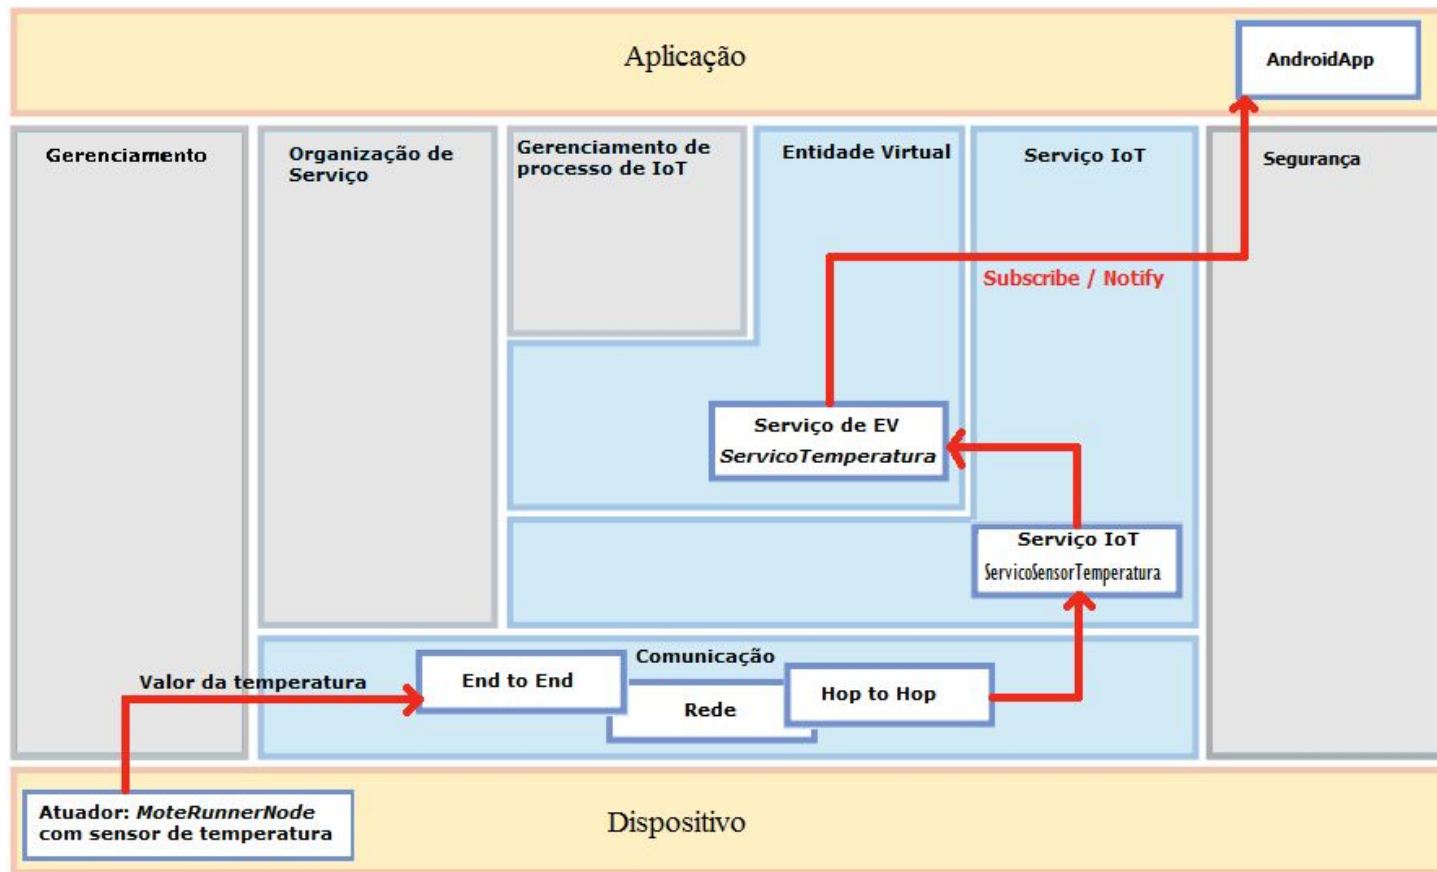 Aplicação
AndroidApp
Gerenciamento
Organização de
Serviço
Gerenciamento de
processo de IoT
Entidade Virtual
Serviço IoT
Segurança
Subscribe / Notify
Serviço de EV
ServicoTemperatura
Serviço IoT
ServicoSensorTemperatura
Comunicação
Valor da temperatura
End to End
Rede
Hop to Hop
Atuador: MoteRunnerNode
com sensor de temperatura
Dispositivo